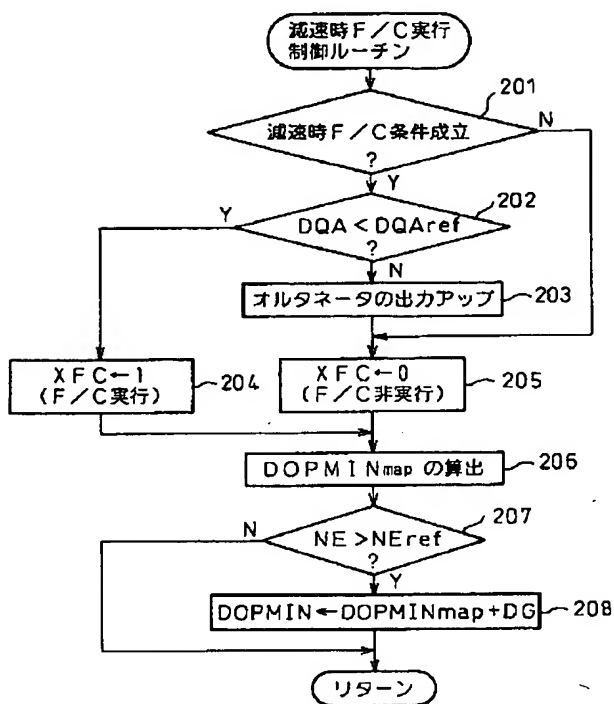 減速時F/C実行
制御ルーチン
201
減速時F/C条件成立
?
N
Y
202
Y
DQA<DQAref
?
N
オルタネータの出力アップ
203
XFC←1
(F/C実行)
204
XFC←0
(F/C非実行)
205
DOPMINmap の算出
206
207
N
NE>NEref
?
Y
DOPMIN←DOPMINmap+DG
208
リターン